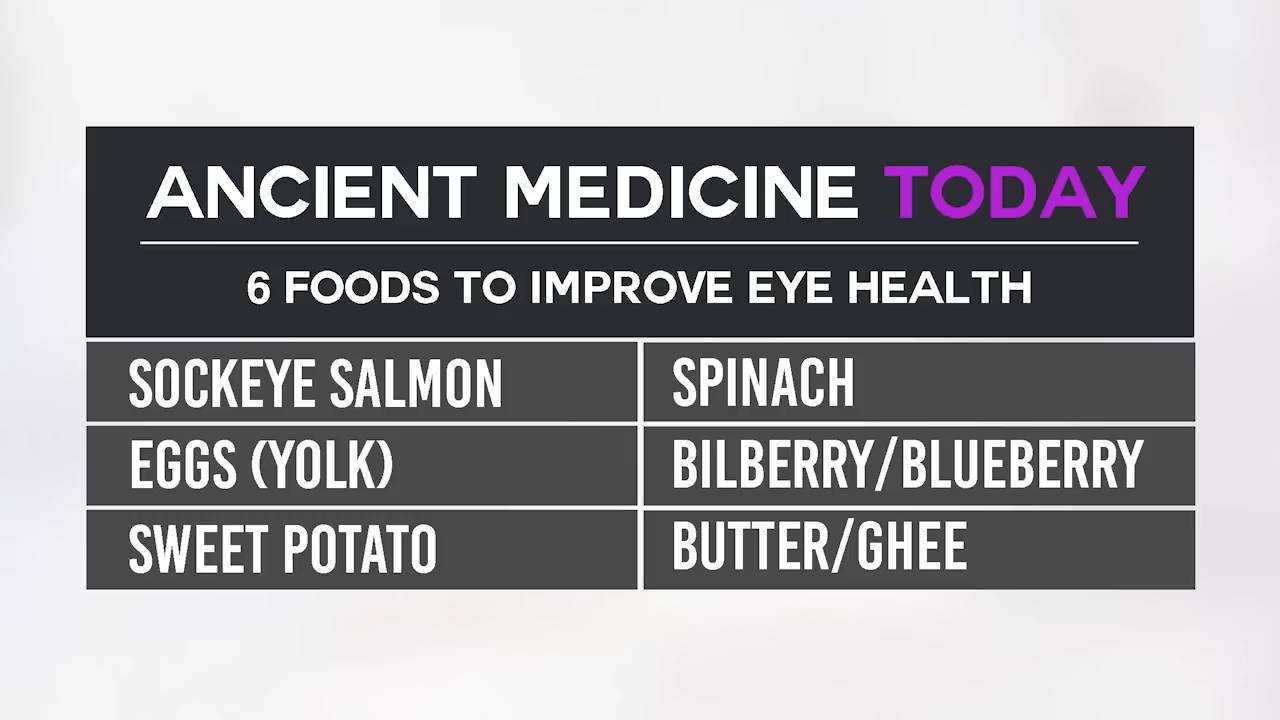 ANCIENT MEDICINE TODAY
6 FOODS TO IMPROVE EYE HEALTH
SOCKEYE SALMON
SPINACH
EGGS (YOLK)
BILBERRY/BLUEBERRY
SWEET POTATO
BUTTER/GHEE